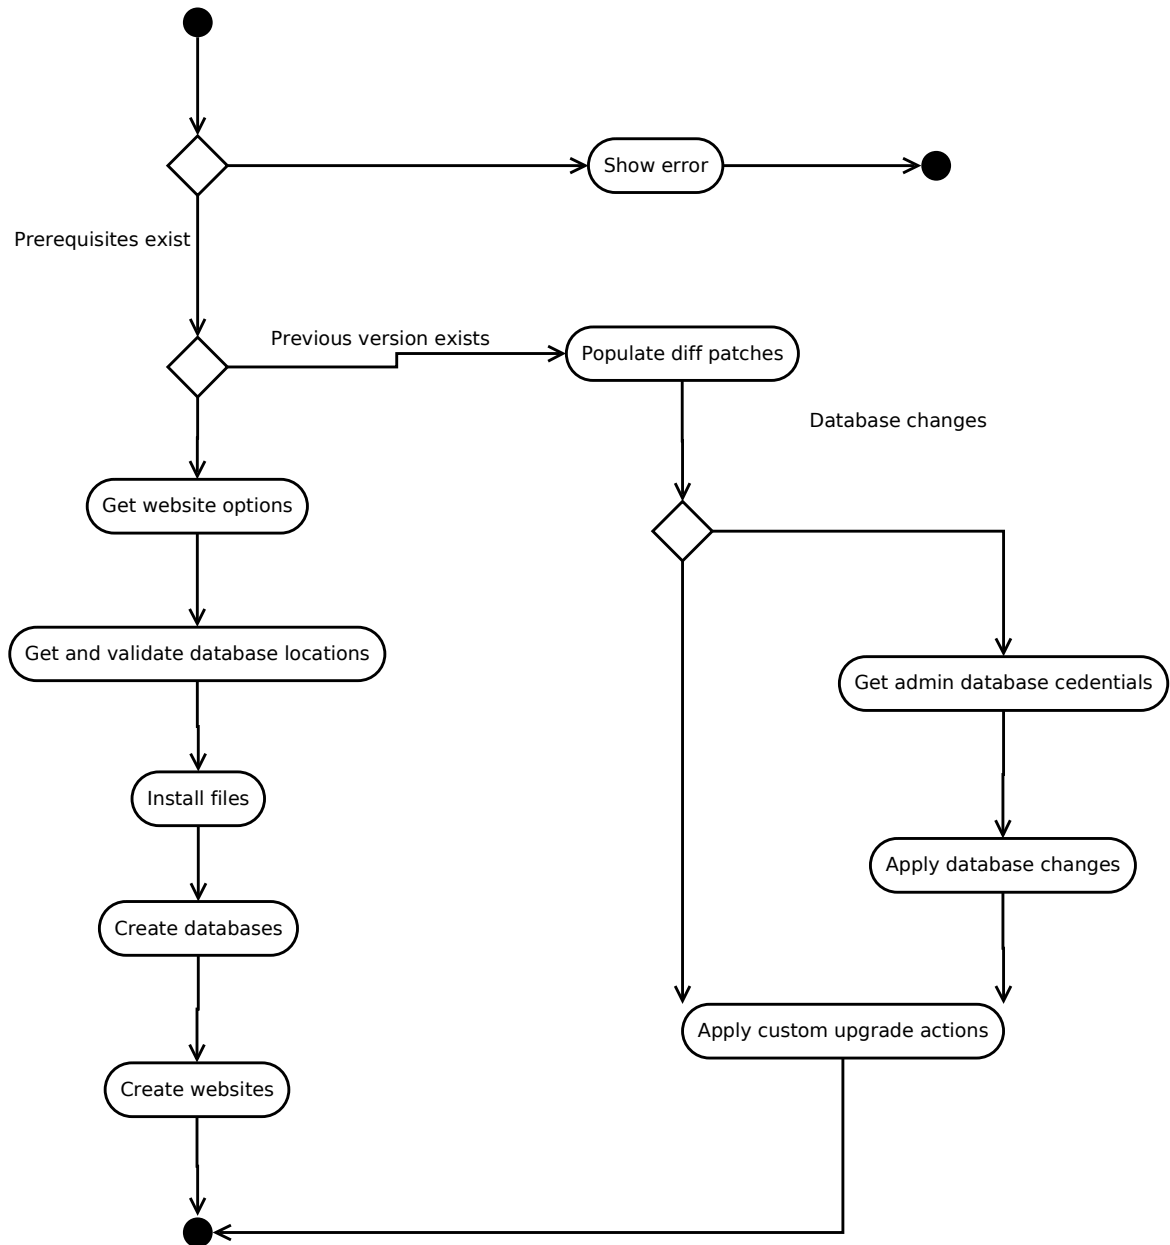 Show error
Prerequisites exist
Previous version exists
Populate diff patches
Database changes
Get website options
Get and validate database locations
Get admin database cedentials
Install files
Apply database changes
Create databases
Apply custom upgrade actions
Create websites